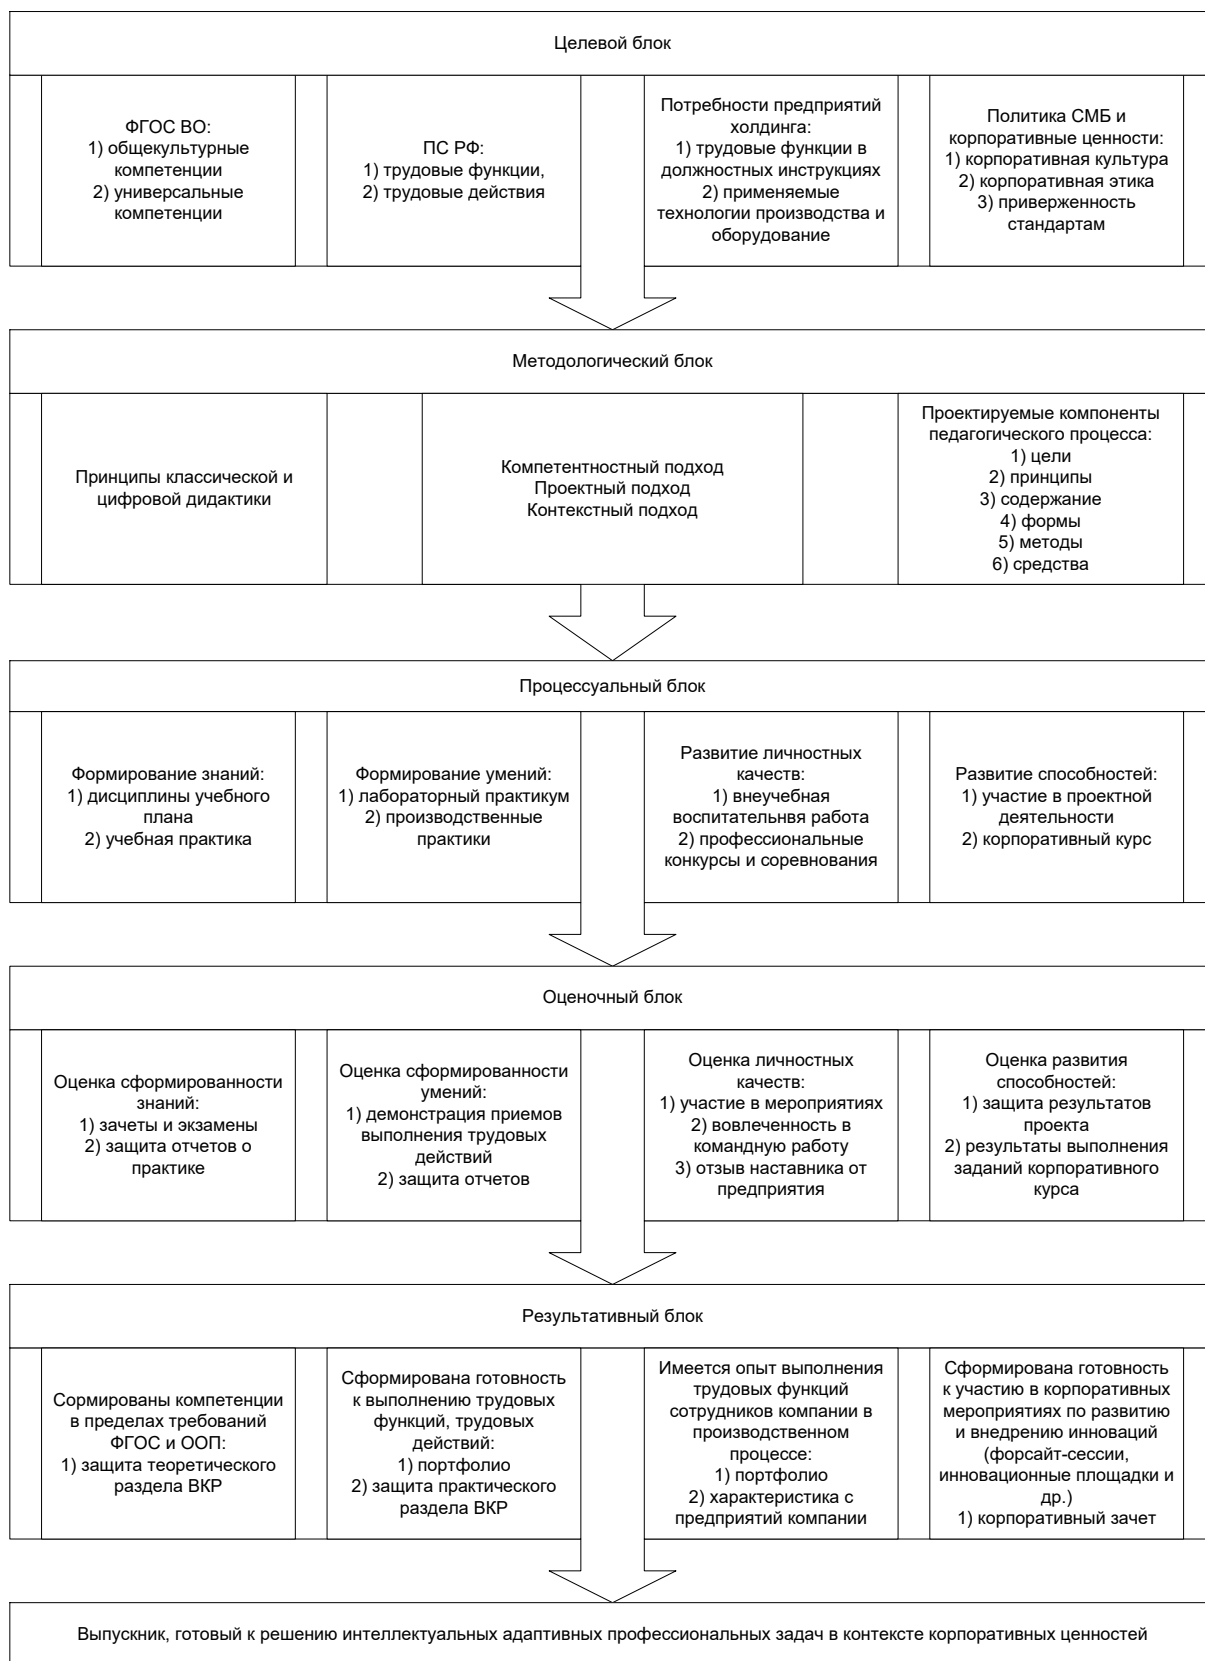 Целевой блок
ФГОС ВО:
1) общекультурные
компетенции
2) универсальные
компетенции
ПС РФ:
1) трудовые функции,
2) трудовые действия
Потребности предприятий
холдинга:
1) трудовые функции в
должностных инструкциях
2) применяемые
технологии производства и
оборудование
Политика СМБ и
корпоративные ценности:
1) корпоративная культура
2) корпоративная этика
3) приверженность
стандартам
Методологический блок
Принципы классической и
цифровой дидактики
Компетентностный подход
Проектный подход
Контекстный подход
Проектируемые компоненты
педагогического процесса:
1) цели
2) принципы
3) содержание
4) формы
5) методы
6) средства
Процессуальный блок
Формирование знаний:
1) дисциплины учебного
плана
2) учебная практика
Формирование умений:
1) лабораторный практикум
2) производственные
практики
Развитие личностных
качеств:
1) внеучебная
воспитательня работа
2) профессиональные
конкурсы и соревнования
Развитие способностей:
1) участие в проектной
деятельности
2) корпоративный курс
Оценочный блок
Оценка сформированности
знаний:
1) зачеты и экзамены
2) защита отчетов о
практике
Оценка сформированности
умений:
1) демонстрация приемов
выполнения трудовых
действий
2) защита отчетов
Оценка личностных
качеств:
1) участие в мероприятиях
2) вовлеченность в
командную работу
3) отзыв наставника от
предприятия
Оценка развития
способностей:
1) защита результатов
проекта
2) результаты выполнения
заданий корпоративного
курса
Результативный блок
Сормированы компетенции
в пределах требований
ФГОС и ООП:
1) защита теоретического
раздела ВКР
Сформирована готовность
к выполнению трудовых
функций, трудовых
действий:
1) портфолио
2) защита практического
раздела ВКР
Имеется опыт выполнения
трудовых функций
сотрудников компании в
производственном
процессе:
1) портфолио
2) характеристика с
предприятий компании
Сформирована готовность
к участию в корпоративных
мероприятиях по развитию
и внедрению инноваций
(форсайт-сессии,
инновационные площадки и
др.)
1) корпоративный зачет
Выпускник, готовый к решению интеллектуальных адаптивных профессиональных задач в контексте корпоративных ценностей